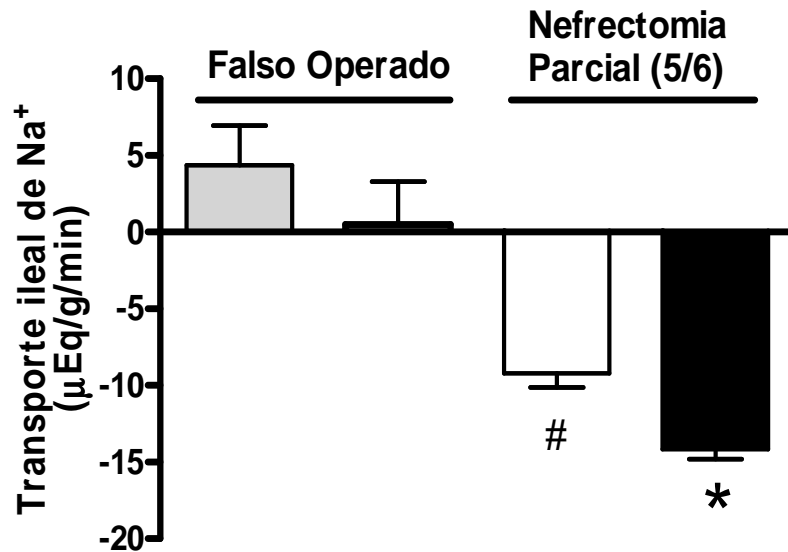 Falso Operado
Nefrectomia
Parcial (5/6)
Transporte ileal de Na⁺
(μEq/g/min)
10
5
0
-5
-10
-15
-20
#
*